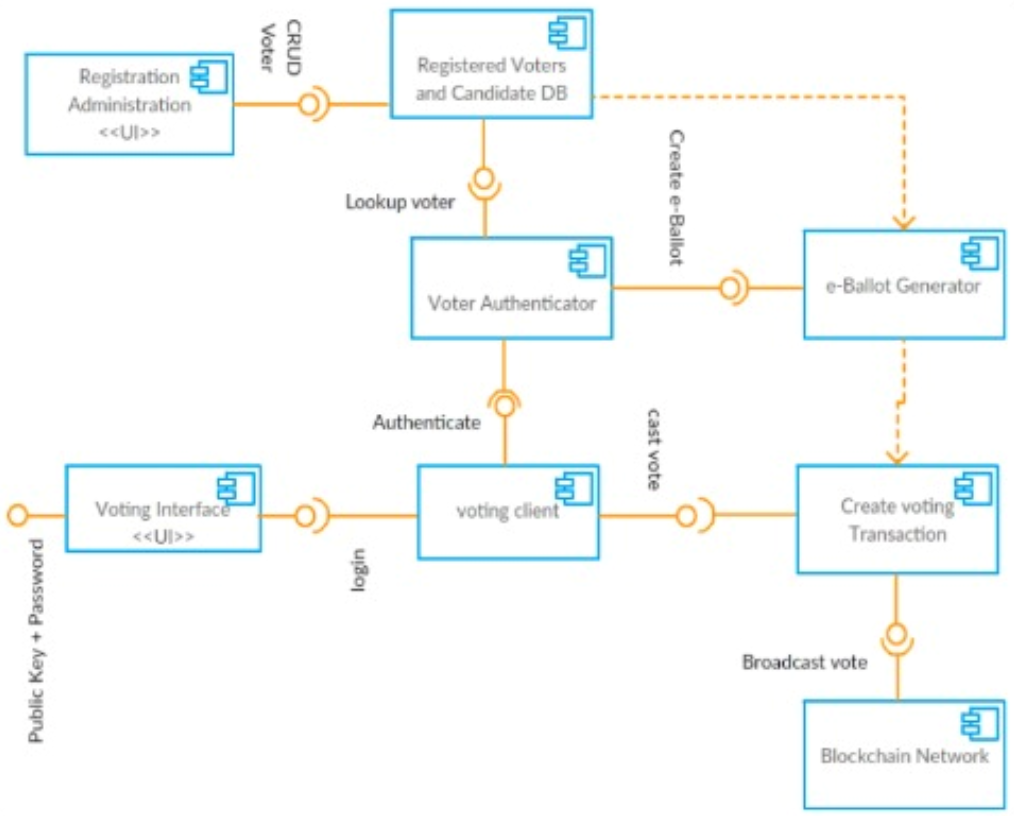 CRUD
Voter
Registration
Administration
<<UI>>
Registered Voters
and Candidate DB
Lookup voter
Create e-Ballot
Voter Authenticator
e-Ballot Generator
Authenticate
cast vote
Voting Interface
<<UI>>
voting client
Create voting
Transaction
Public Key + Password
login
Broadcast vote
Blockchain Network